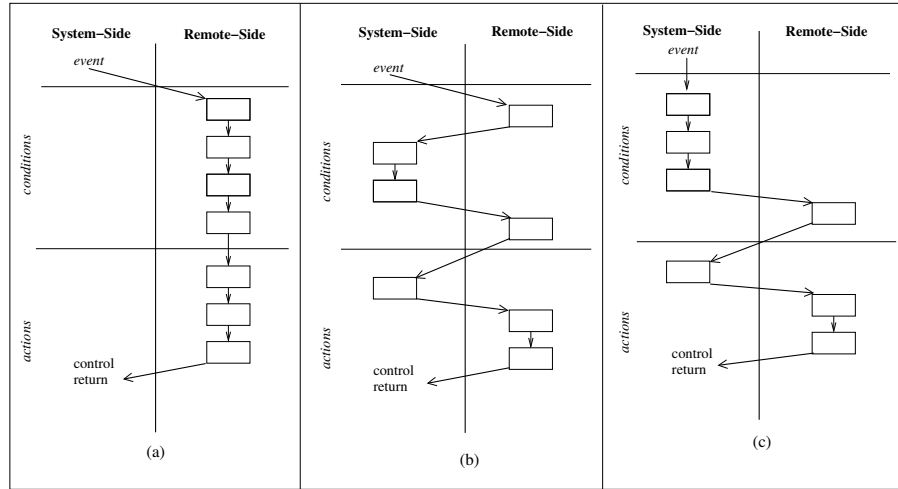 System−Side Remote−Side
event
conditions
actions
control
return
(a)
System−Side Remote−Side
event
conditions
actions
control
return
(b)
System−Side Remote−Side
event
conditions
actions
control
return
(c)